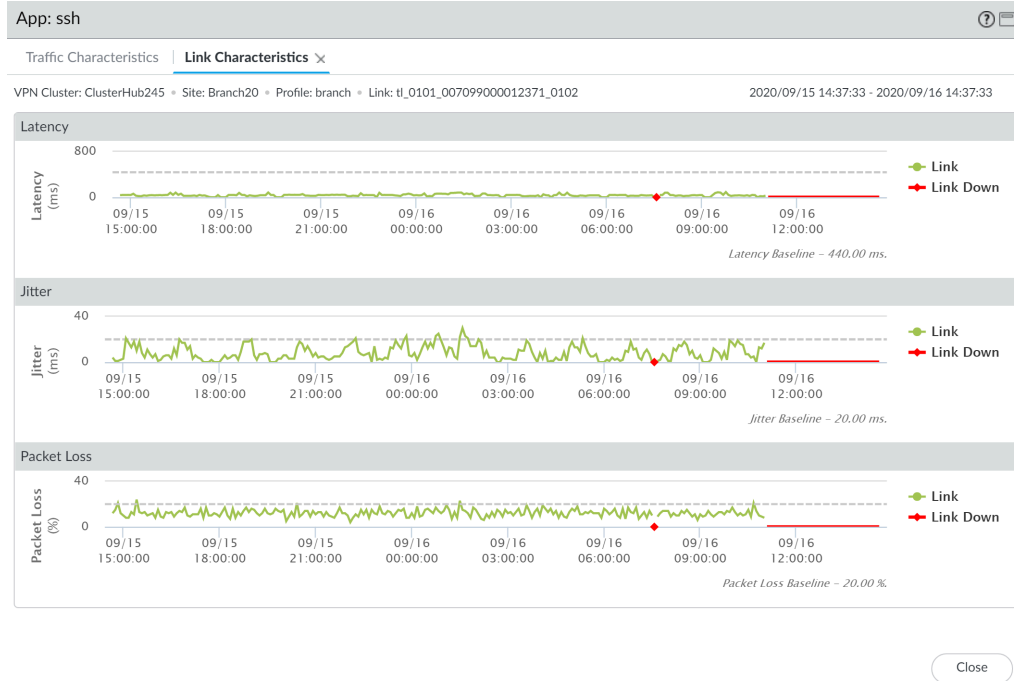 App: ssh
Traffic Characteristics
Link Characteristics
VPN Cluster: ClusterHub245 • Site: Branch20 • Profile: branch • Link: tl_0101_007099000012371_0102
2020/09/15 14:37:33 - 2020/09/16 14:37:33
Latency
800
0
Latency
(ms)
09/15 09/15 09/15 09/16 09/16 09/16 09/16 09/16
15:00:00 18:00:00 21:00:00 00:00:00 03:00:00 06:00:00 09:00:00 12:00:00
Link
Link Down
Latency Baseline – 440.00 ms.
Jitter
40
0
Jitter
(ms)
09/15 09/15 09/15 09/16 09/16 09/16 09/16 09/16
15:00:00 18:00:00 21:00:00 00:00:00 03:00:00 06:00:00 09:00:00 12:00:00
Link
Link Down
Jitter Baseline – 20.00 ms.
Packet Loss
40
0
Packet Loss
(%)
09/15 09/15 09/15 09/16 09/16 09/16 09/16 09/16
15:00:00 18:00:00 21:00:00 00:00:00 03:00:00 06:00:00 09:00:00 12:00:00
Link
Link Down
Packet Loss Baseline – 20.00 %.
Close